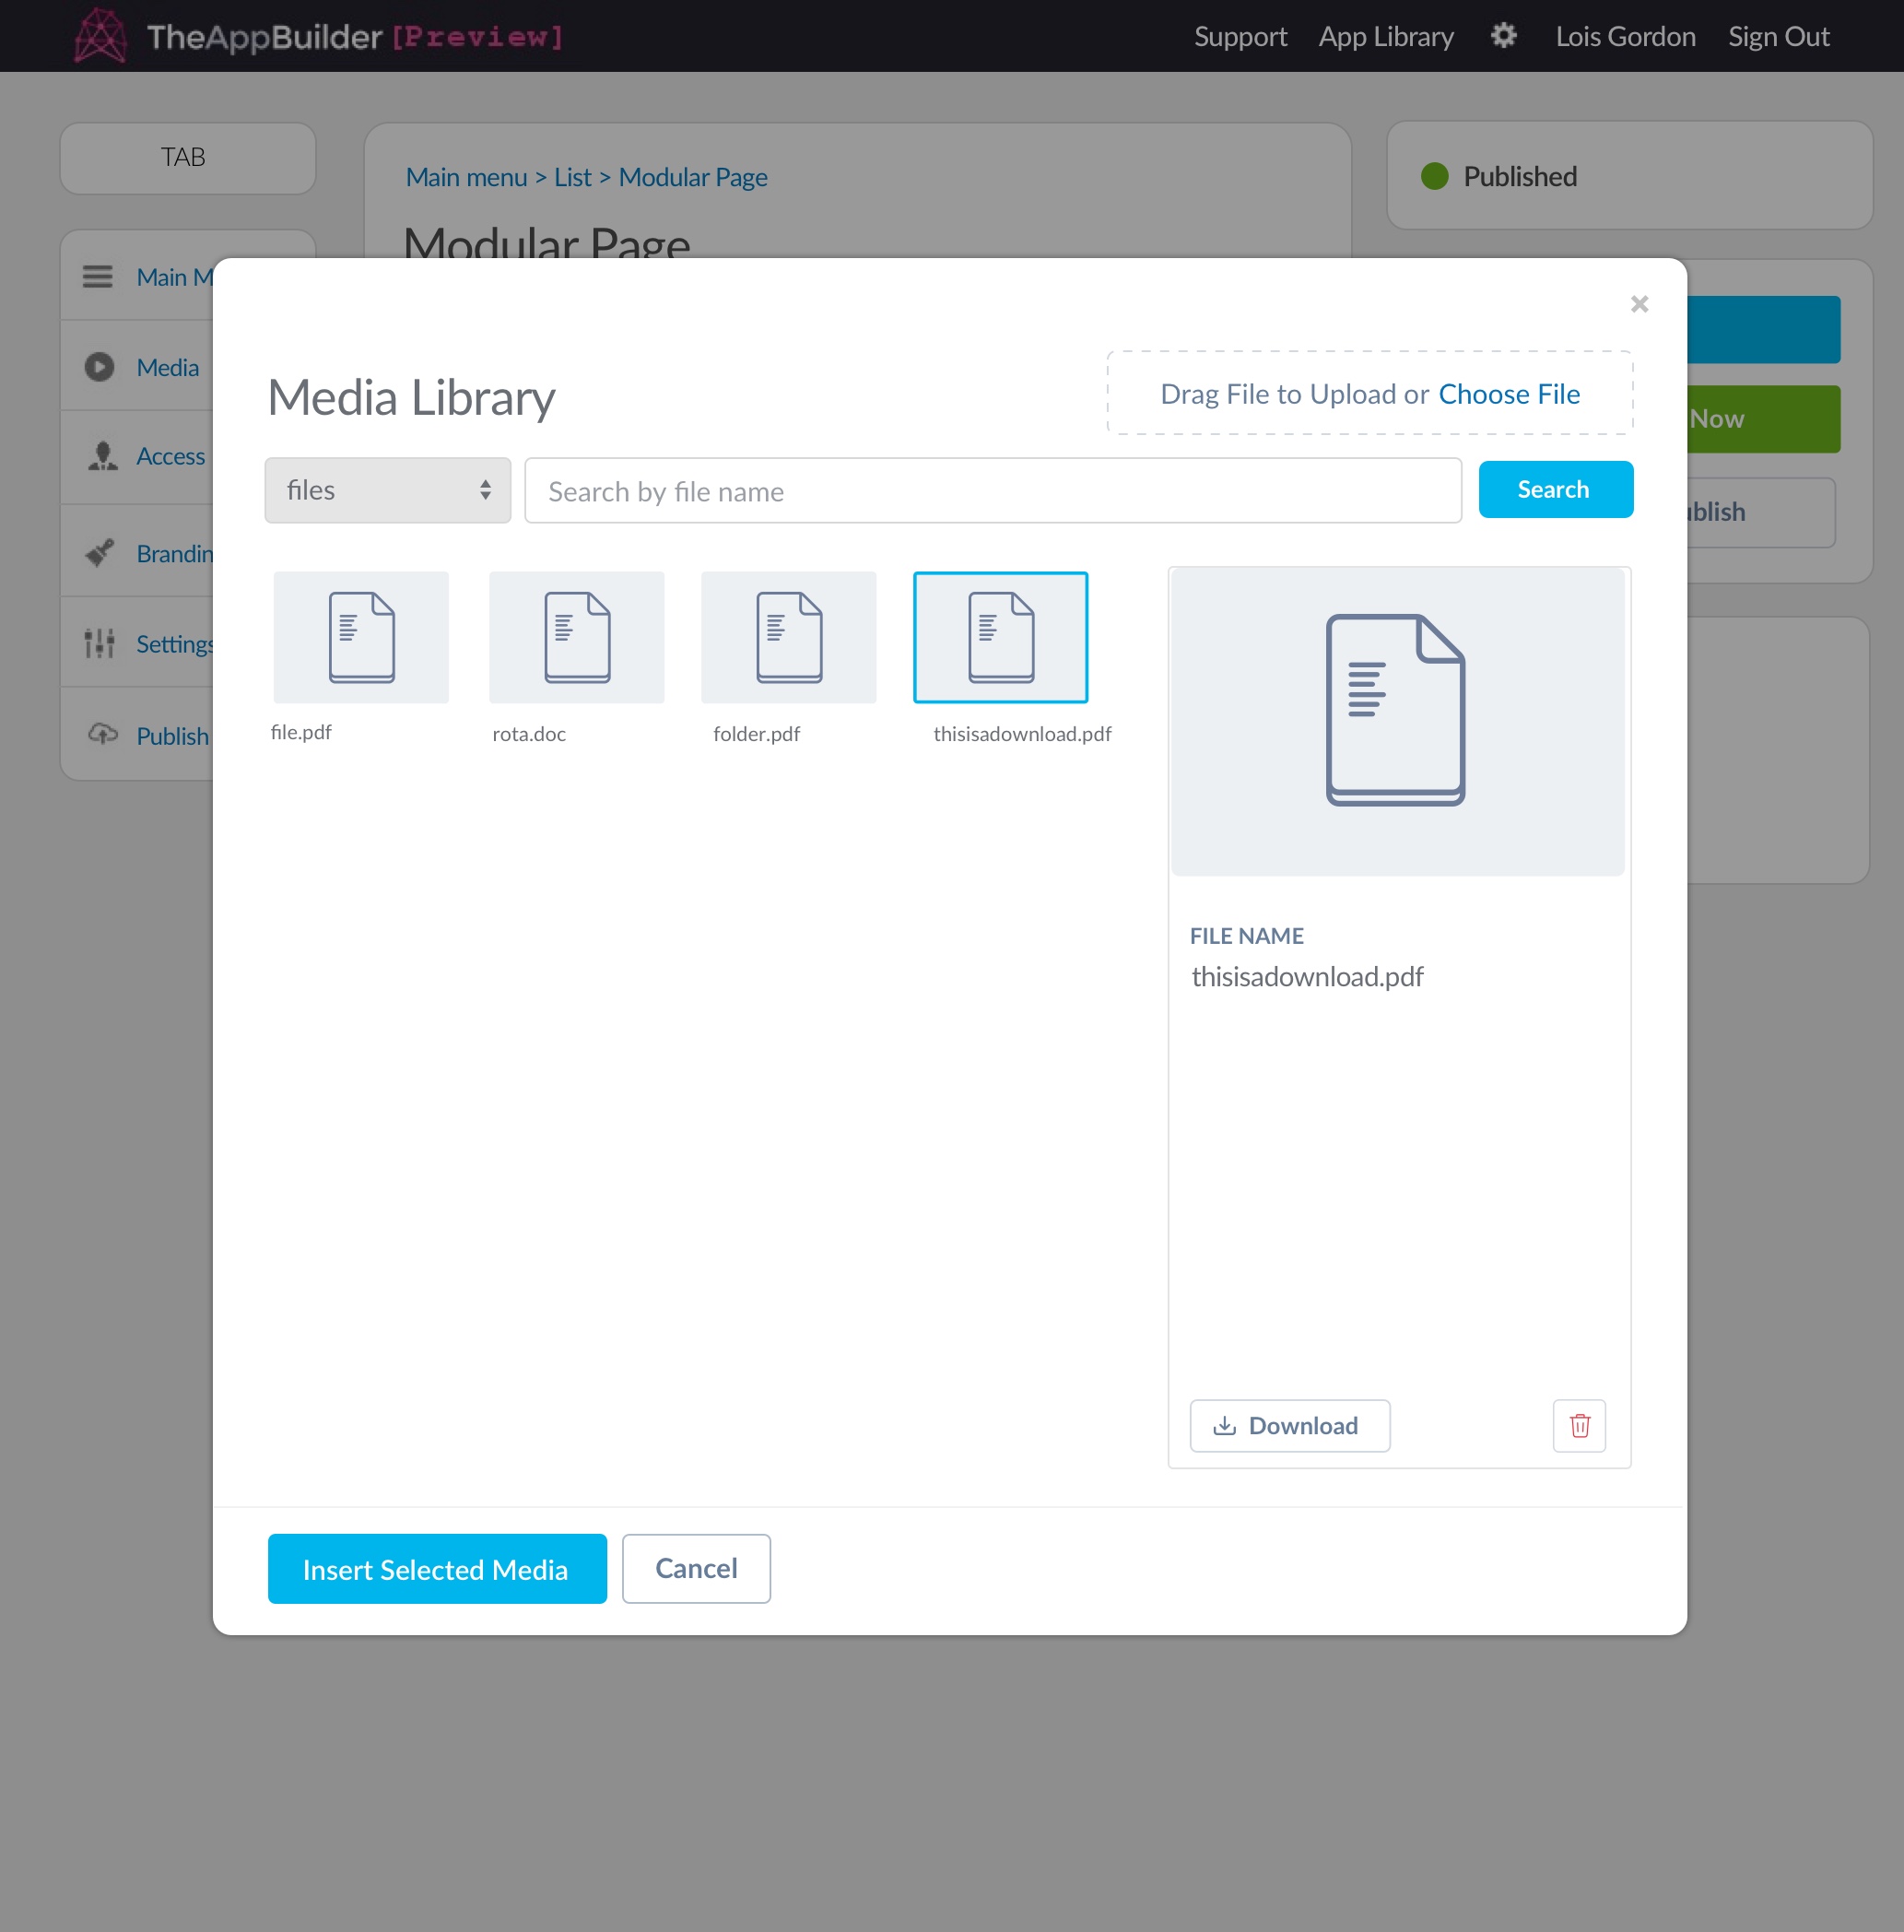 TheAppBuilder [Preview]
Support App Library Lois Gordon Sign Out
TAB
Main menu > List > Modular Page
Published
Modular Page
Main M
Media
Access
Brandin
Settings
Publish
Now
ublish
×
Media Library
Drag File to Upload or Choose File
files
Search by file name
Search
file.pdf
rota.doc
folder.pdf
thisisadownload.pdf
FILE NAME
thisisadownload.pdf
Download
Insert Selected Media
Cancel